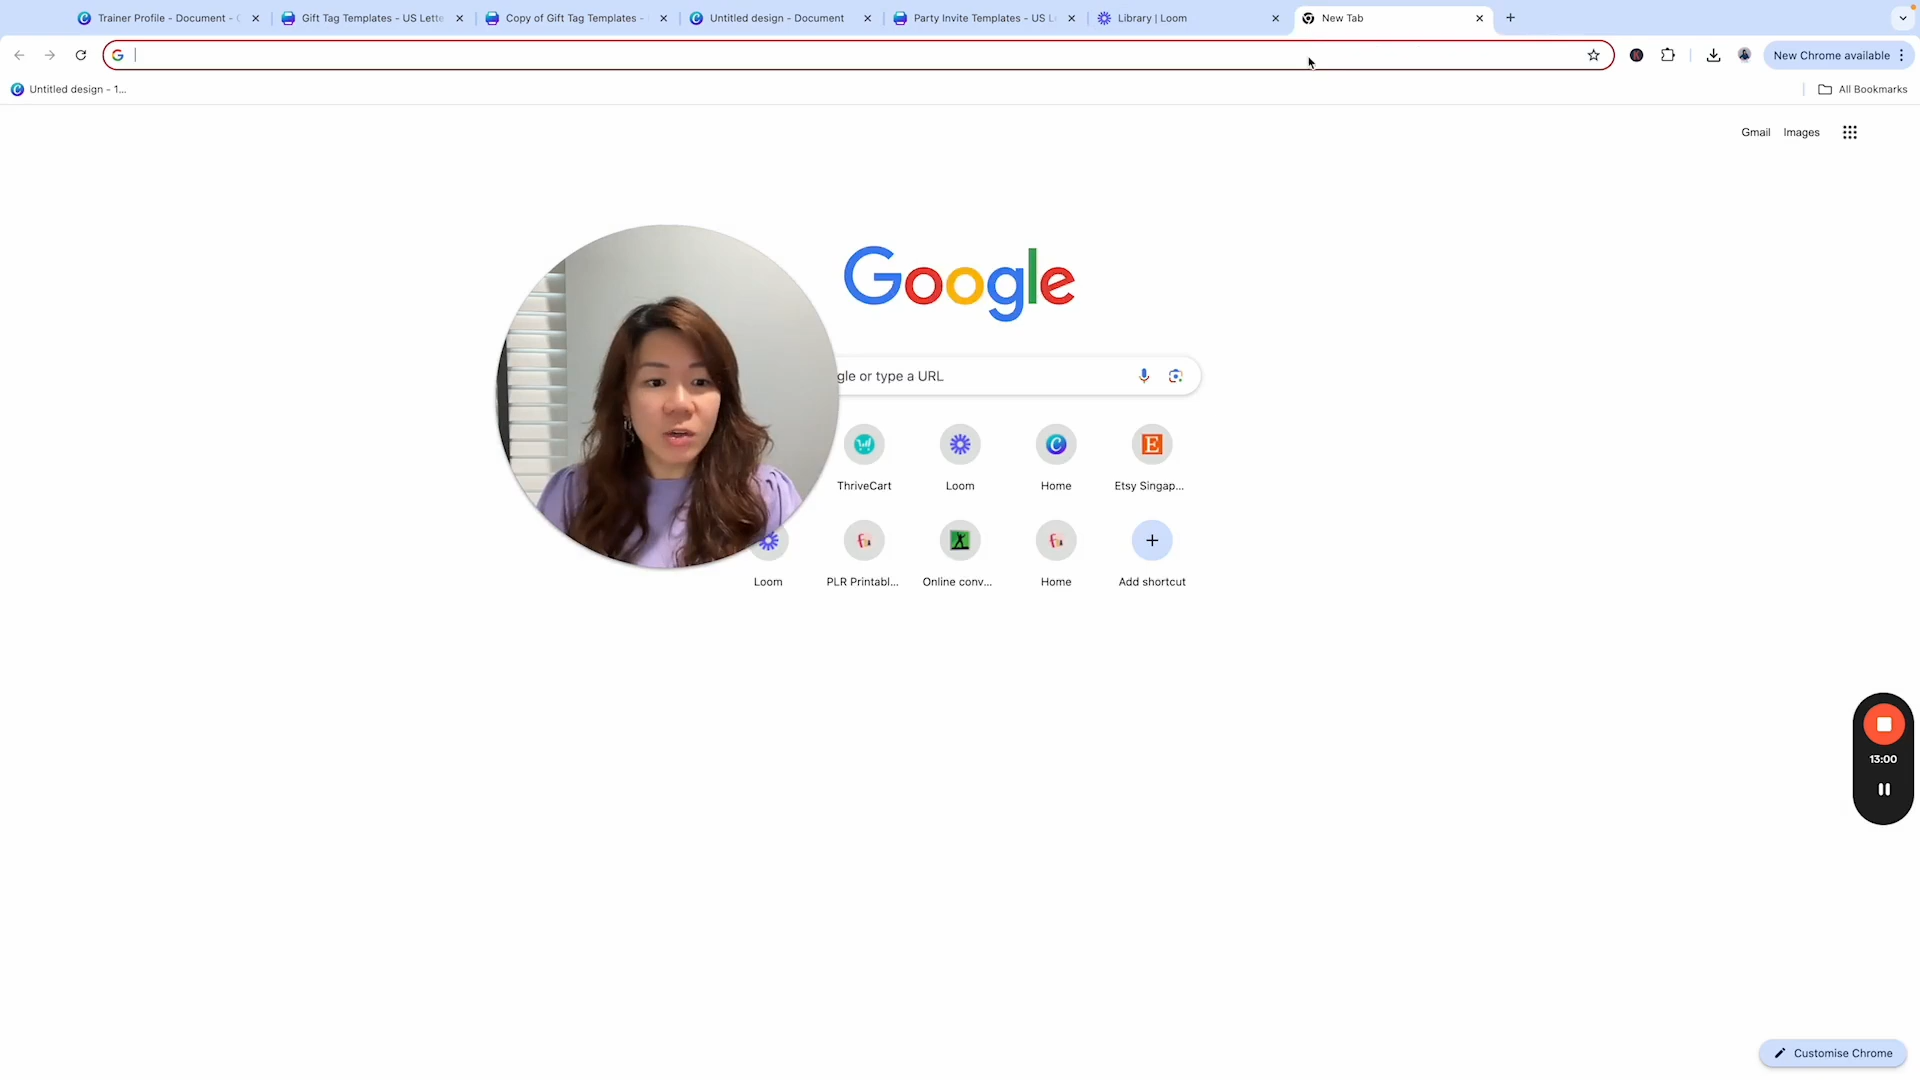 Trainer Profile - Document -
Gift Tag Templates - US Lette
Copy of Gift Tag Templates -
Untitled design - Document
Party Invite Templates - US L
Library | Loom
New Tab
New Chrome available
Untitled design - 1...
All Bookmarks
Gmail
Images
Google
gle or type a URL
ThriveCart
Loom
Home
Etsy Singap...
Loom
PLR Printabl...
Online conv...
Home
Add shortcut
13:00
Customise Chrome